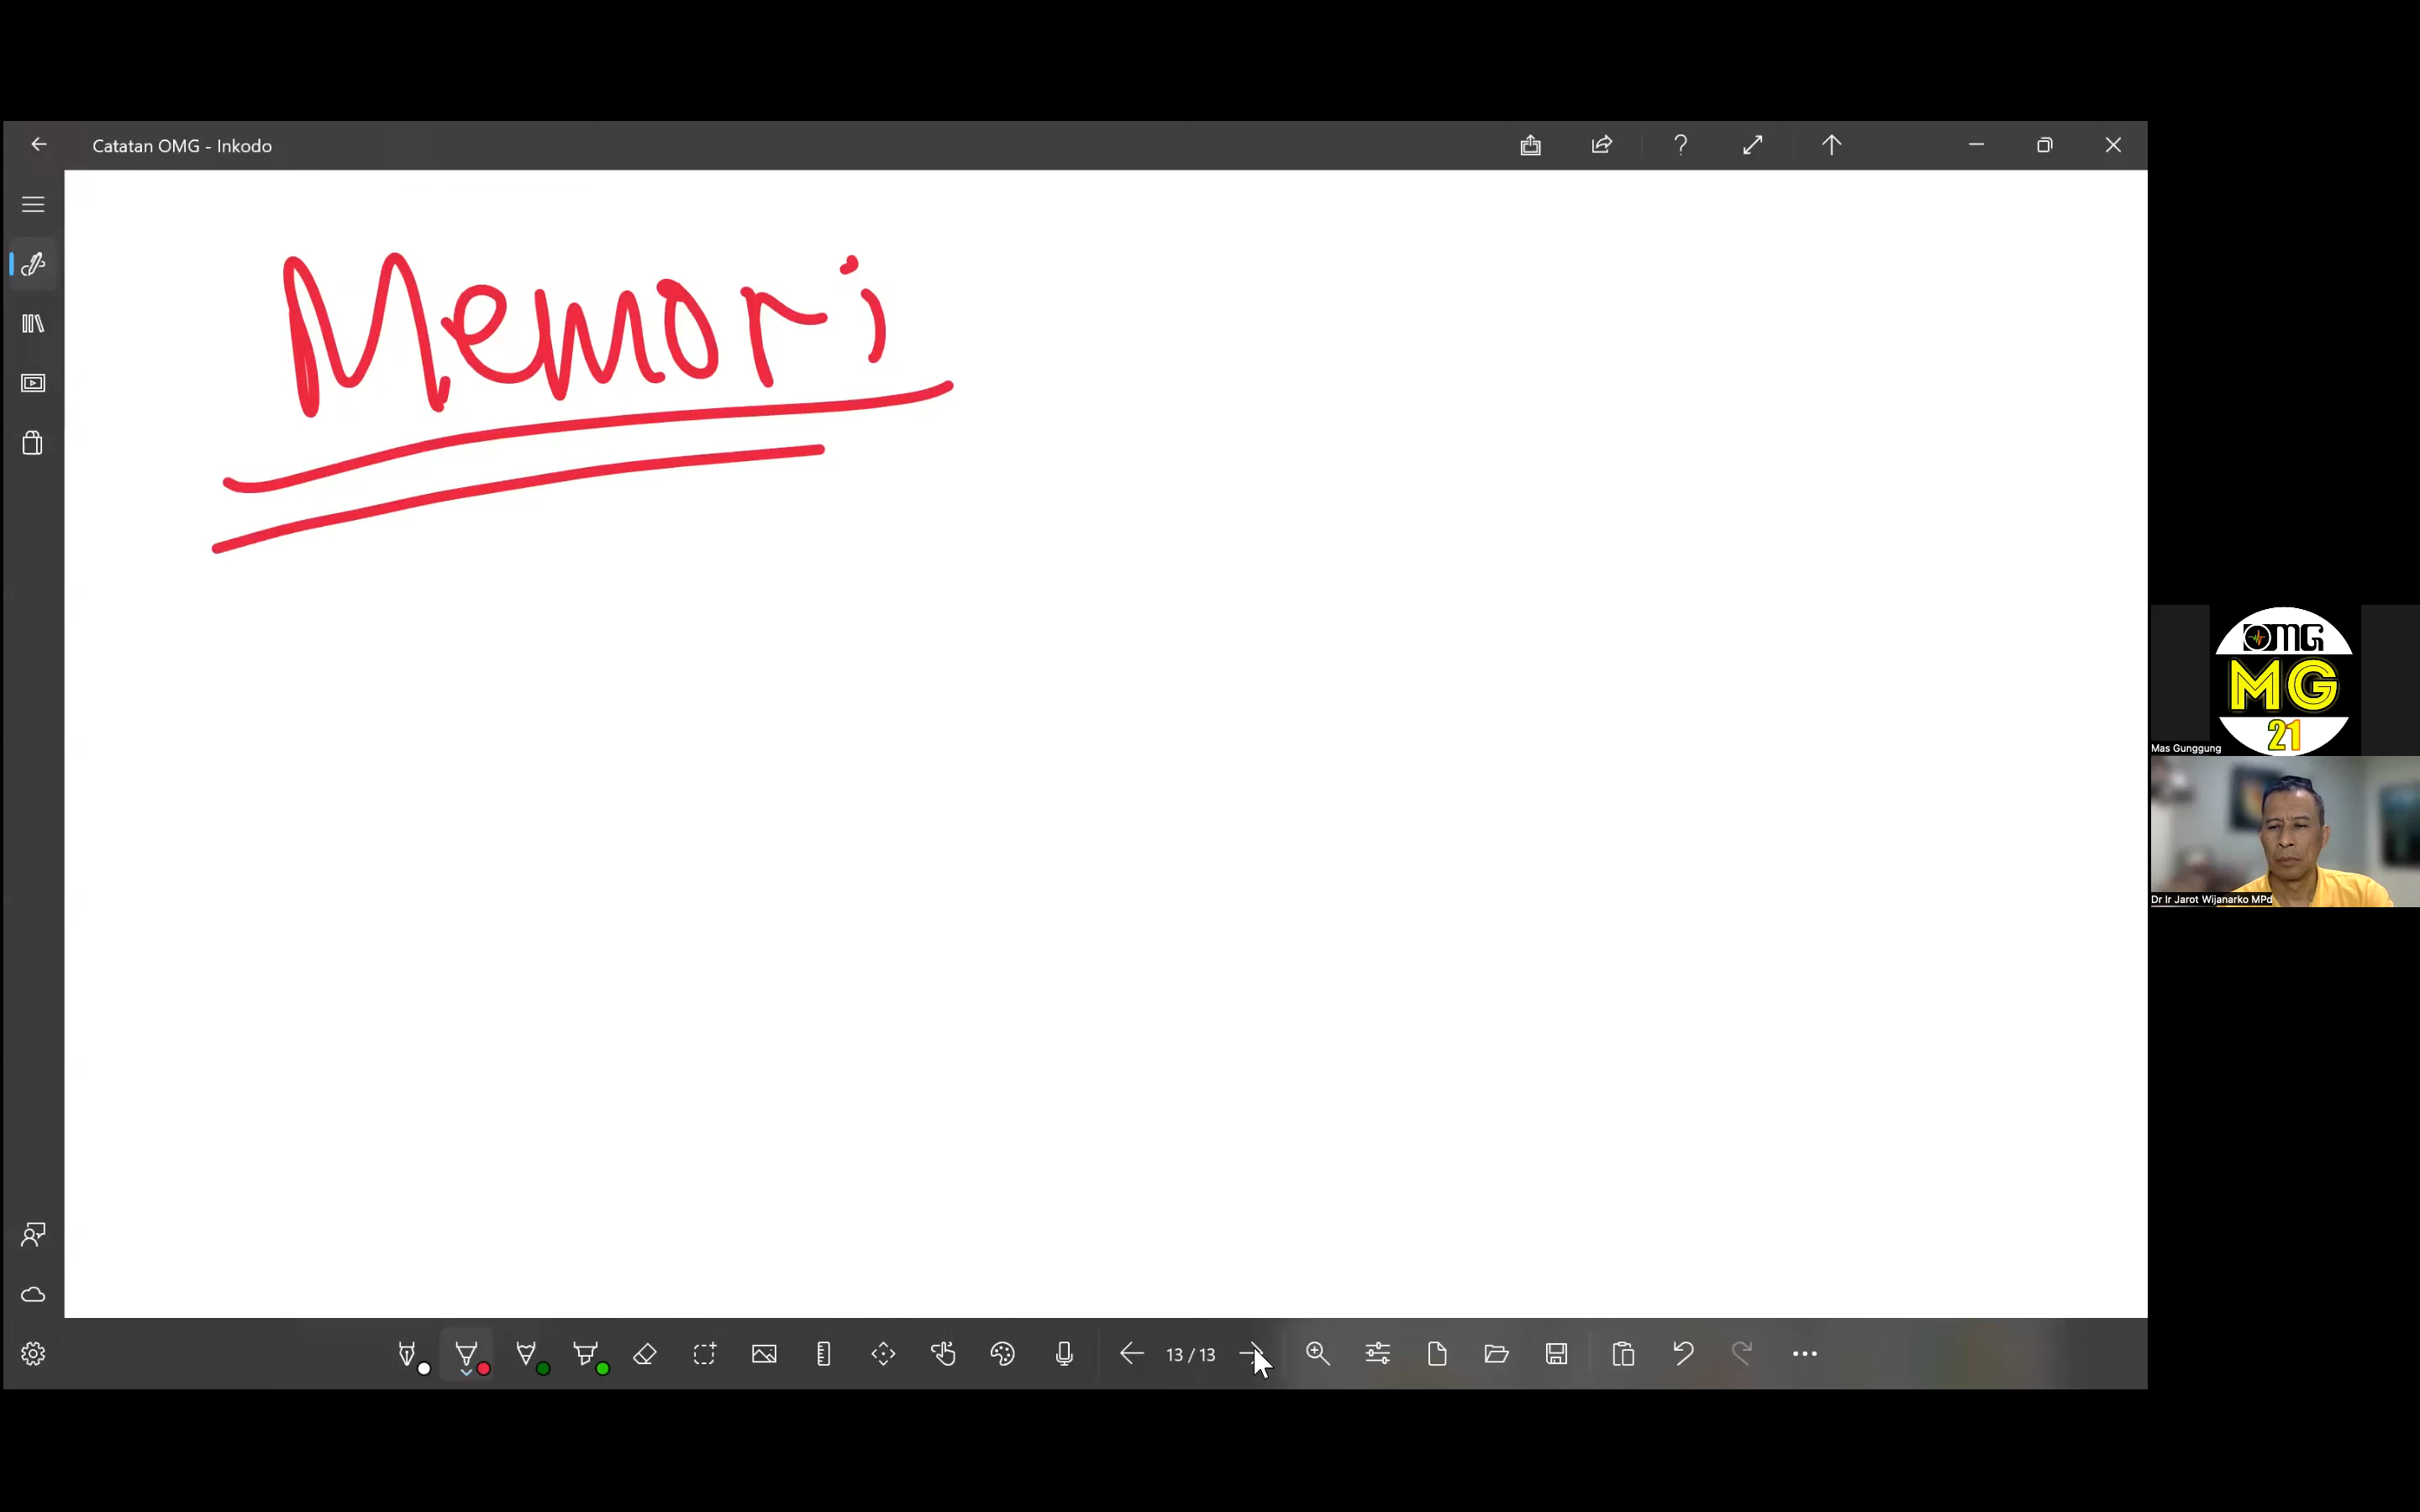 Catatan OMG - Inkodo
Memori
OMG
MG
21
Mas Gunggung
Dr Ir Jarot Wijanarko MPd
13 / 13